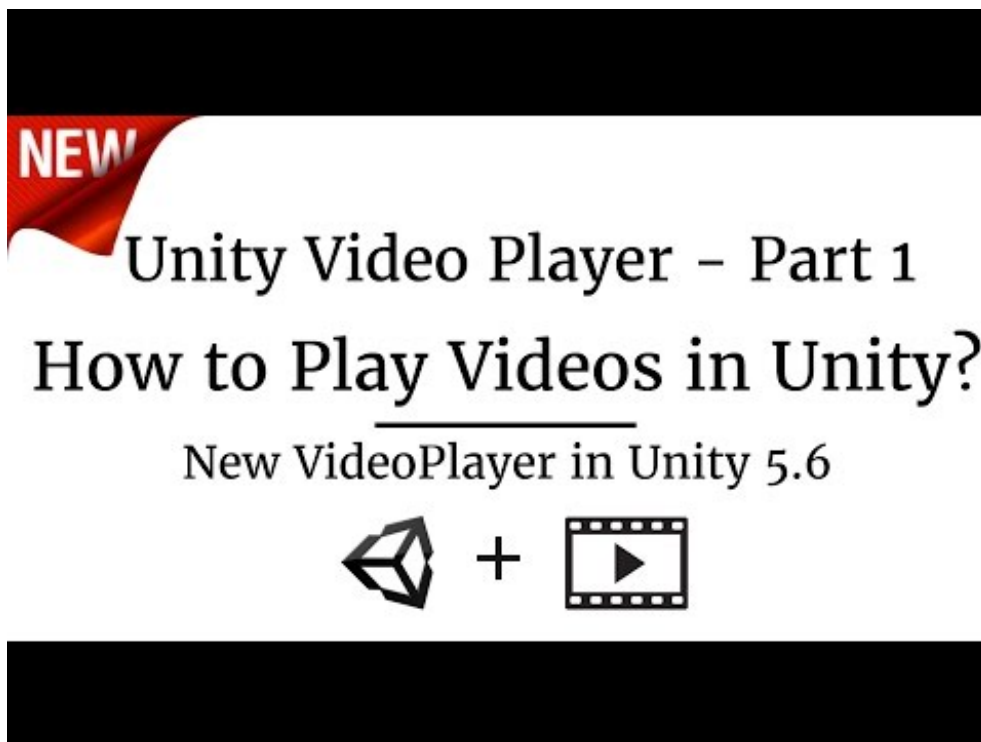 NEW
Unity Video Player – Part 1
How to Play Videos in Unity?
New VideoPlayer in Unity 5.6
+